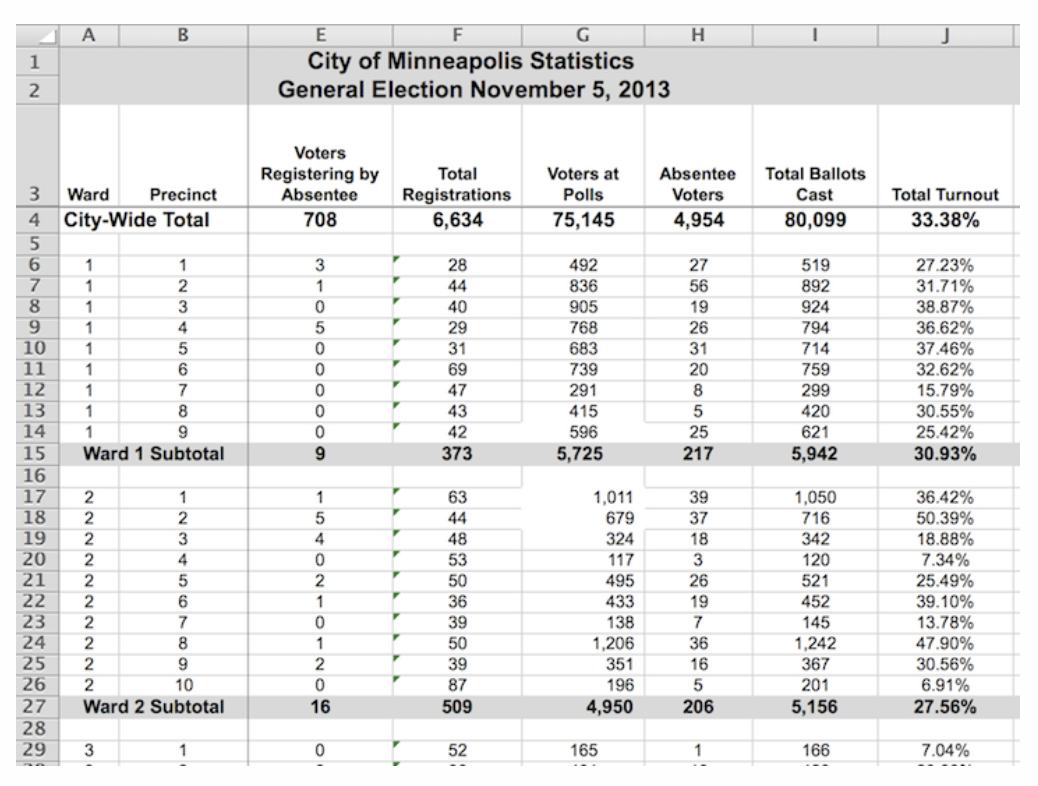 A B E F G H I J
1 City of Minneapolis Statistics
2 General Election November 5, 2013
3 Ward Precinct Voters Registering by Absentee Total Registrations Voters at Polls Absentee Voters Total Ballots Cast Total Turnout
4 City-Wide Total 708 6,634 75,145 4,954 80,099 33.38%
5
6 1 1 3 28 492 27 519 27.23%
7 1 2 1 44 836 56 892 31.71%
8 1 3 0 40 905 19 924 38.87%
9 1 4 5 29 768 26 794 36.62%
10 1 5 0 31 683 31 714 37.46%
11 1 6 0 69 739 20 759 32.62%
12 1 7 0 47 291 8 299 15.79%
13 1 8 0 43 415 5 420 30.55%
14 1 9 0 42 596 25 621 25.42%
15 Ward 1 Subtotal 9 373 5,725 217 5,942 30.93%
16
17 2 1 1 63 1,011 39 1,050 36.42%
18 2 2 5 44 679 37 716 50.39%
19 2 3 4 48 324 18 342 18.88%
20 2 4 0 53 117 3 120 7.34%
21 2 5 2 50 495 26 521 25.49%
22 2 6 1 36 433 19 452 39.10%
23 2 7 0 39 138 7 145 13.78%
24 2 8 1 50 1,206 36 1,242 47.90%
25 2 9 2 39 351 16 367 30.56%
26 2 10 0 87 196 5 201 6.91%
27 Ward 2 Subtotal 16 509 4,950 206 5,156 27.56%
28
29 3 1 0 52 165 1 166 7.04%